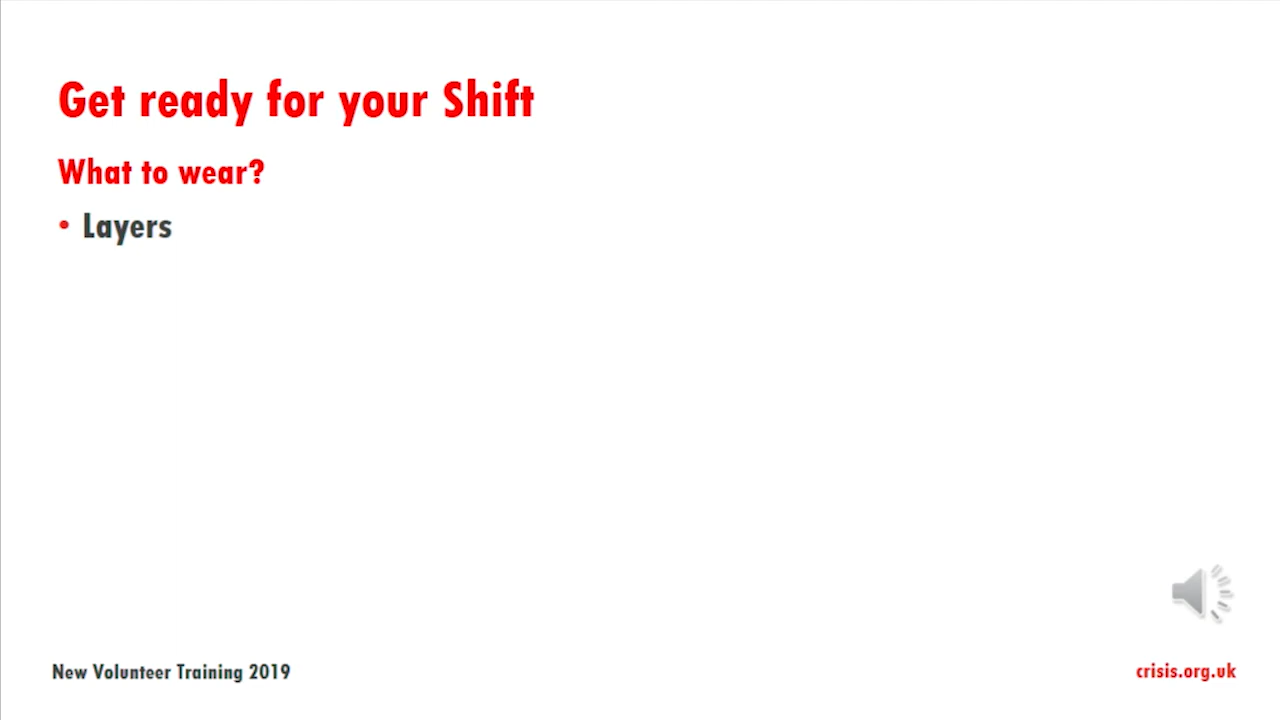 Get ready for your Shift
What to wear?
• Layers
New Volunteer Training 2019
crisis.org.uk